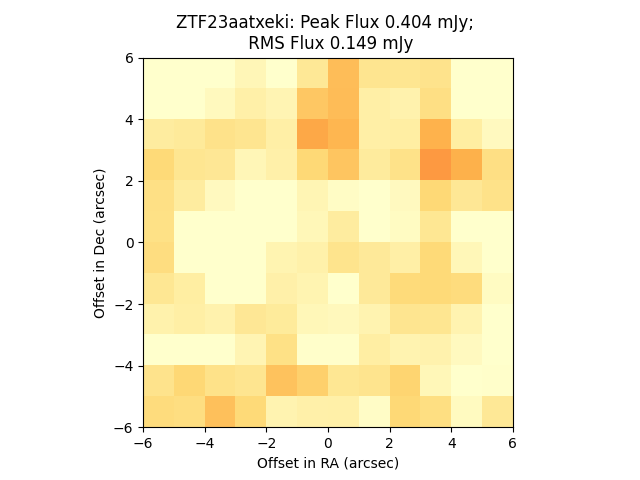 ZTF23aatxeki: Peak Flux 0.404 mJy;
RMS Flux 0.149 mJy
6
4
2
0
−2
−4
−6
Offset in Dec (arcsec)
−6 −4 −2 0 2 4 6
Offset in RA (arcsec)